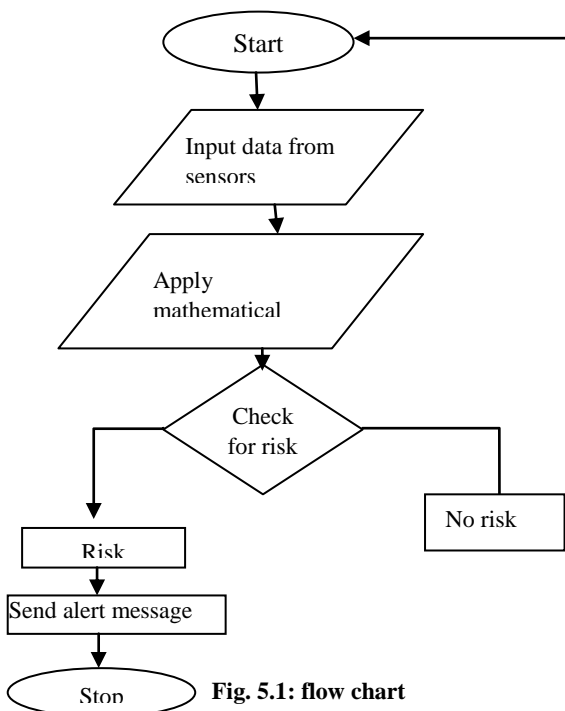 Start
Input data from
sensors
Apply
mathematical
Check
for risk
No risk
Risk
Send alert message
Stop
Fig. 5.1: flow chart